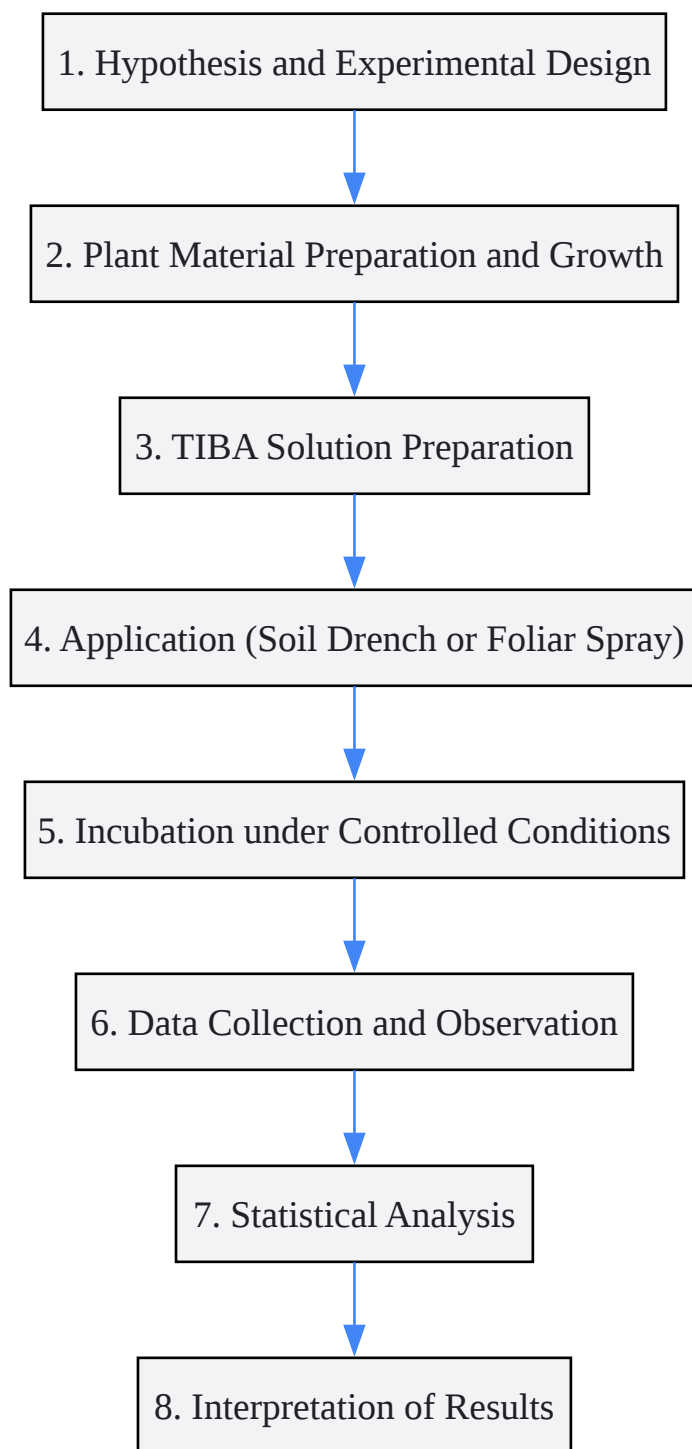 1. Hypothesis and Experimental Design
2. Plant Material Preparation and Growth
3. TIBA Solution Preparation
4. Application (Soil Drench or Foliar Spray)
5. Incubation under Controlled Conditions
6. Data Collection and Observation
7. Statistical Analysis
8. Interpretation of Results